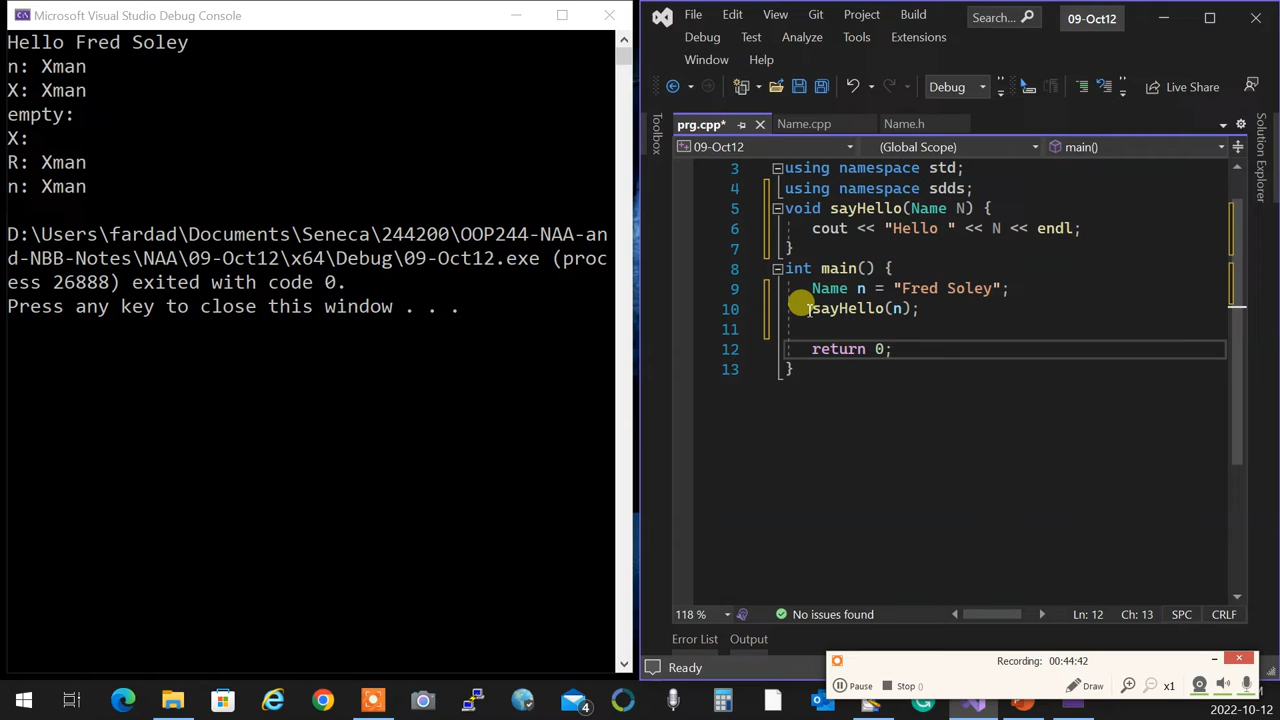 Microsoft Visual Studio Debug Console
Hello Fred Soley
n: Xman
X: Xman
empty:
X:
R: Xman
n: Xman
D:\Users\fardad\Documents\Seneca\244200\OOP244-NAA-an
d-NBB-Notes\NAA\09-Oct12\x64\Debug\09-Oct12.exe (proc
ess 26888) exited with code 0.
Press any key to close this window . . .
File Edit View Git Project Build
Debug Test Analyze Tools Extensions
Window Help
Search...
09-Oct12
Debug
Live Share
Toolbox
prg.cpp*
Name.cpp
Name.h
Solution Explorer
09-Oct12
(Global Scope)
main()
3 using namespace std;
4 using namespace sdds;
5 void sayHello(Name N) {
6 cout << "Hello " << N << endl;
7 }
8 int main() {
9 Name n = "Fred Soley";
10 sayHello(n);
11
12 return 0;
13 }
118 %
No issues found
Ln: 12 Ch: 13 SPC CRLF
Error List Output
Ready
Recording: 00:44:42
Pause Stop () Draw x1
4
2022-10-12